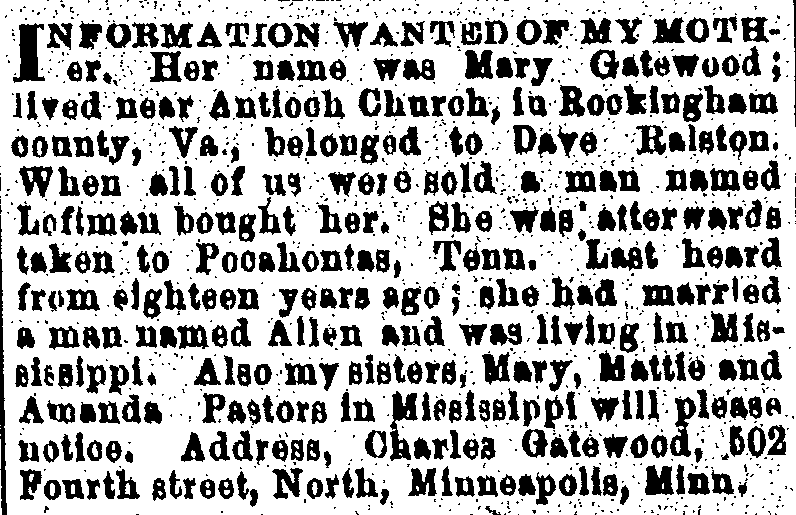 INFORMATION WANTED OF MY MOTH-
er. Her name was Mary Gatewood;
lived near Antioch Church, in Rockingham
county, Va., belonged to Dave Ralston.
When all of us were sold a man named
Loftman bought her. She was afterwards
taken to Pocahontas, Tenn. Last heard
from eighteen years ago; she had married
a man named Allen and was living in Mis-
sissippi. Also my sisters, Mary, Mattie and
Amanda Pastors in Mississippi will please
notice. Address, Charles Gatewood, 502
Fourth street, North, Minneapolis, Minn.